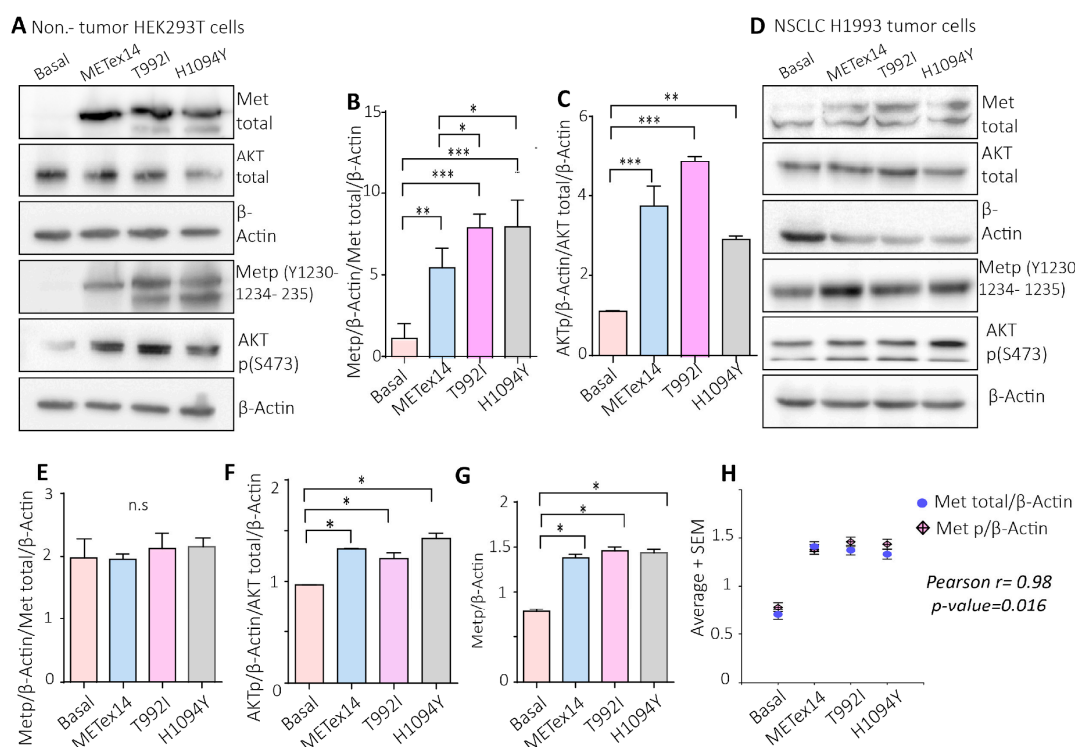 A Non.- tumor HEK293T cells
Basal
METex14
T992I
H1094Y
Met
total
AKT
total
β-
Actin
Metp (Y1230-
1234- 235)
AKT
p(S473)
β-Actin
B
Metp/β-Actin/Met total/β-Actin
15
10
5
0
**
***
***
*
*
Basal
METex14
T992I
H1094Y
C
AKTp/β-Actin/AKT total/β-Actin
6
4
2
0
***
***
**
Basal
METex14
T992I
H1094Y
D NSCLC H1993 tumor cells
Basal
METex14
T992I
H1094Y
Met
total
AKT
total
β-
Actin
Metp (Y1230
1234- 1235)
AKT
p(S473)
β-Actin
E
Metp/β-Actin/Met total/β-Actin
3
2
1
0
n.s
Basal
METex14
T992I
H1094Y
F
AKTp/β-Actin/AKT total/β-Actin
2
1
0
*
*
*
Basal
METex14
T992I
H1094Y
G
Metp/β-Actin
2
1.5
1
0.5
0
*
*
*
Basal
METex14
T992I
H1094Y
H
Average + SEM
1.5
1
0.5
0
Basal
METex14
T992I
H1094Y
Met total/β-Actin
Met p/β-Actin
Pearson r= 0.98
p-value=0.016